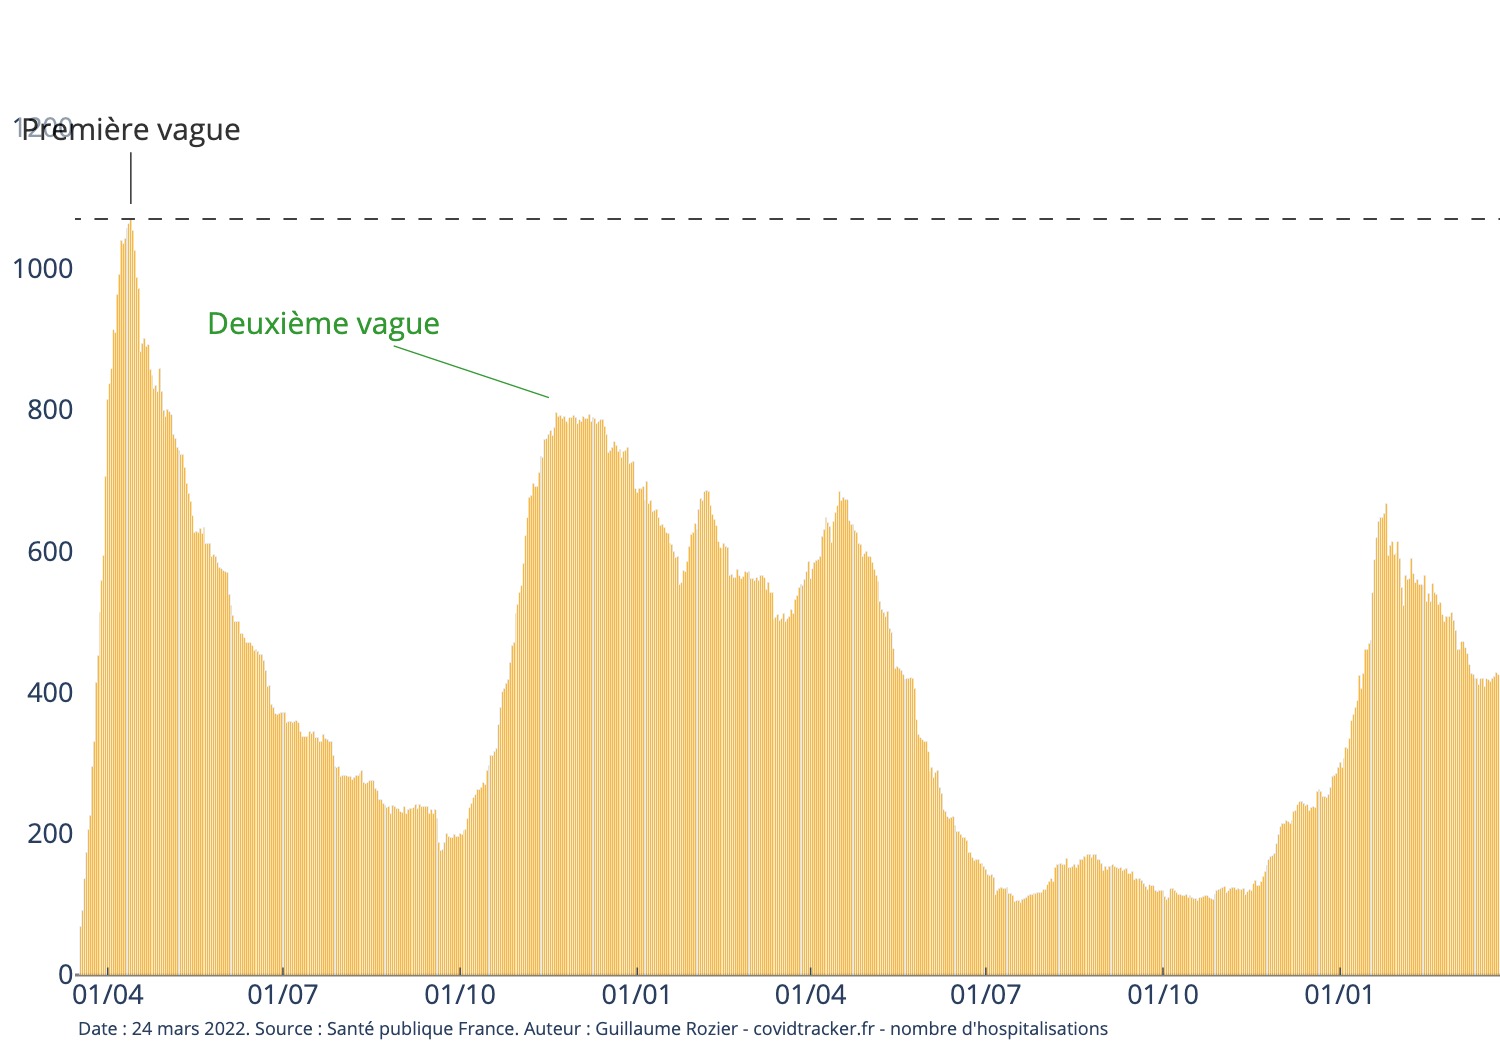 1200
Première vague
1000
Deuxième vague
800
600
400
200
0
01/04 01/07 01/10 01/01 01/04 01/07 01/10 01/01
Date : 24 mars 2022. Source : Santé publique France. Auteur : Guillaume Rozier - covidtracker.fr - nombre d'hospitalisations